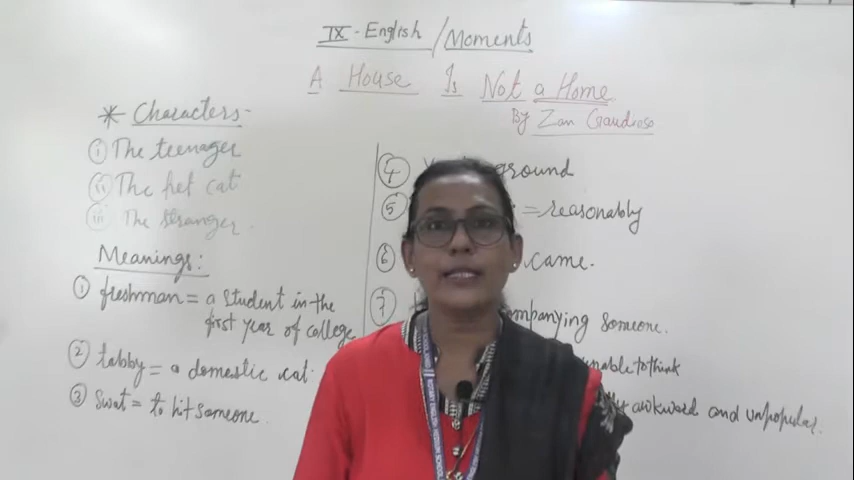 IX - English / Moments
A House Is Not a Home
By Zan Gaudioso
* Characters -
(i) The teenager
(ii) The pet cat
(iii) The stranger.
Meanings:
1 freshman = a student in the
first year of college
2 tabby = a domestic cat.
3 Swat = to hit someone.
4 ground
5 = reasonably
6 came.
7 mpanying someone.
unable to think
awkward and unpopular.